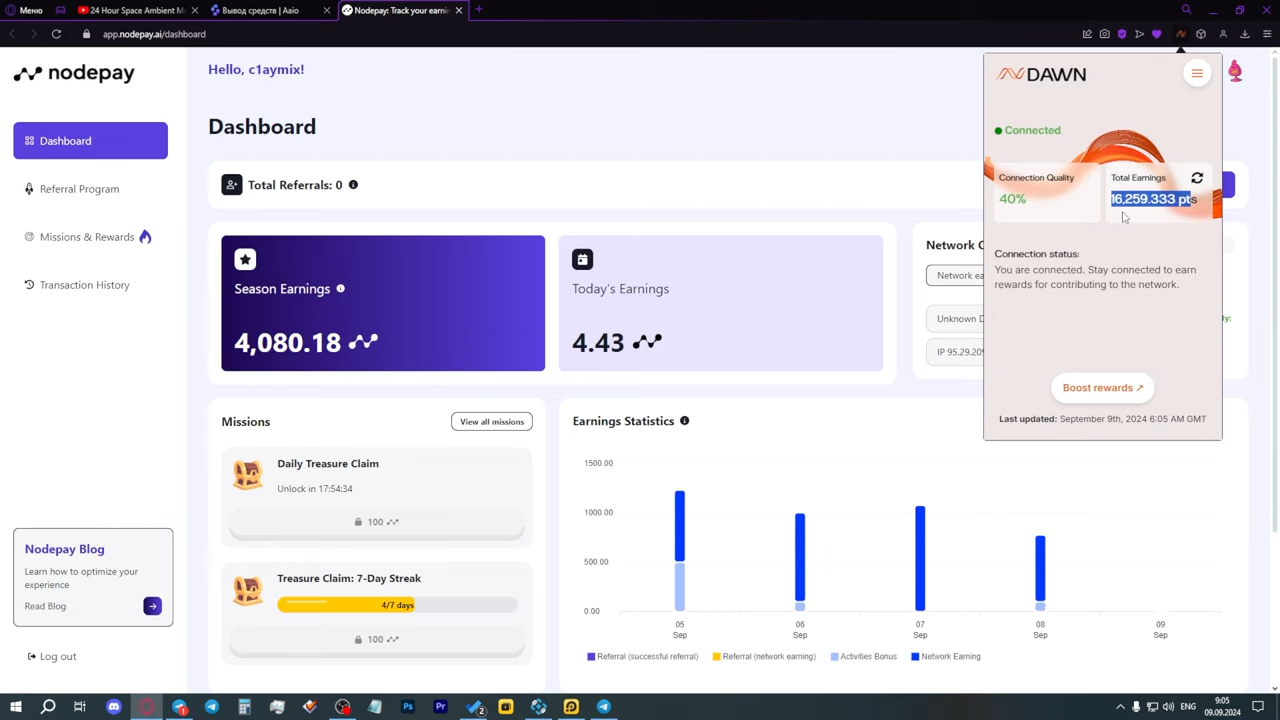 Меню
24 Hour Space Ambient M
Вывод средств | Aaio
Nodepay: Track your earnin
app.nodepay.ai/dashboard
nodepay
Hello, c1aymix!
Dashboard
Referral Program
Missions & Rewards
Transaction History
Nodepay Blog
Learn how to optimize your
experience
Read Blog
Log out
Dashboard
Total Referrals: 0
Season Earnings
4,080.18
Today's Earnings
4.43
Network
Network ea
Unknown D
IP 95.29.209
ty:
DAWN
Connected
Connection Quality
40%
Total Earnings
16,259.333 pts
Connection status:
You are connected. Stay connected to earn
rewards for contributing to the network.
Boost rewards ↗
Last updated: September 9th, 2024 6:05 AM GMT
Missions
View all missions
Daily Treasure Claim
Unlock in 17:54:34
100
Treasure Claim: 7-Day Streak
4/7 days
100
Earnings Statistics
1500.00
1000.00
500.00
0.00
05 Sep
06 Sep
07 Sep
08 Sep
09 Sep
Referral (successful referral)
Referral (network earning)
Activities Bonus
Network Earning
1
2
ENG
9:05
09.09.2024